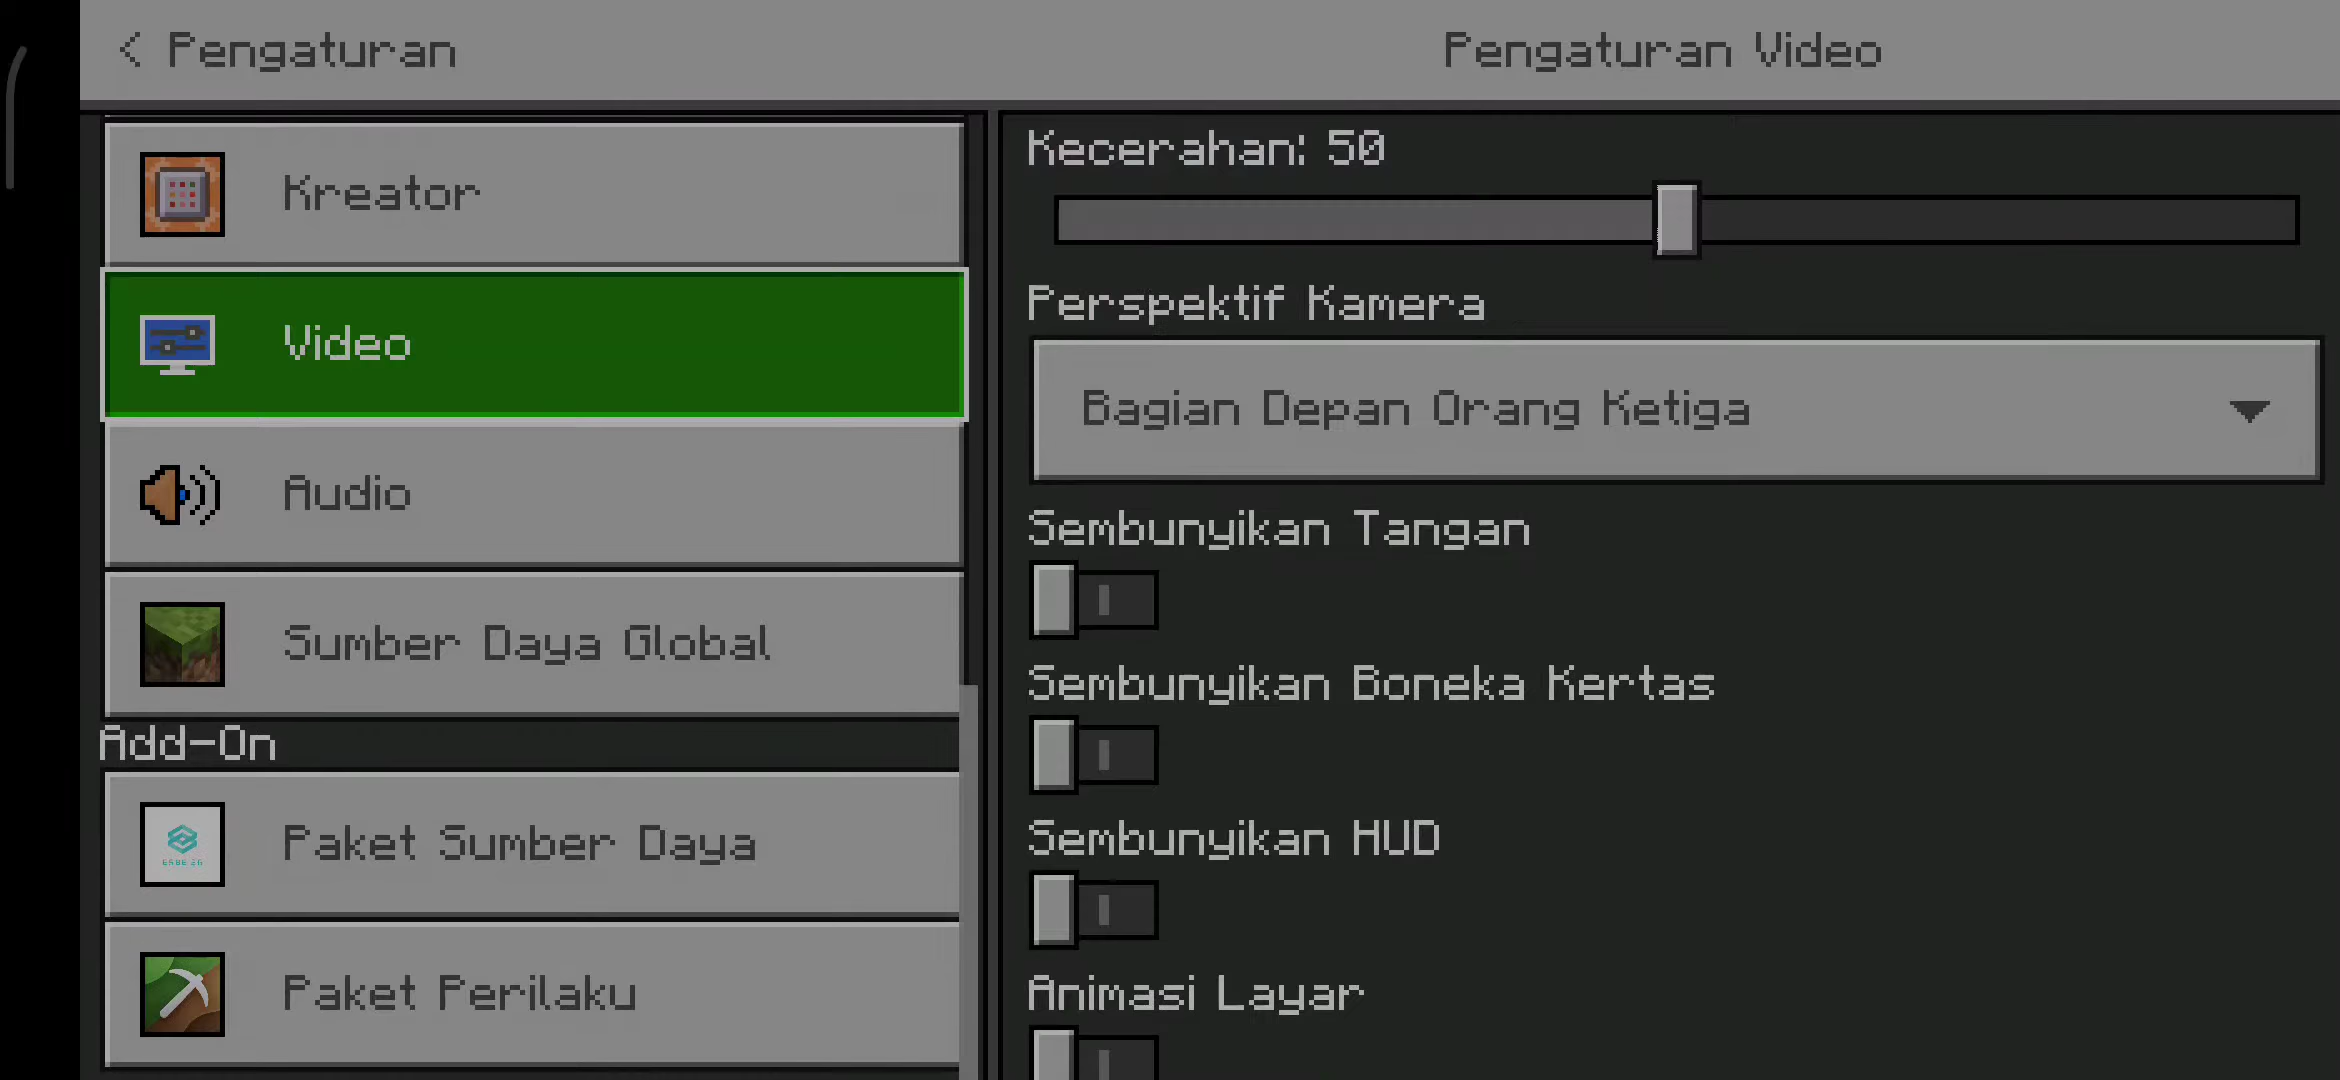 < Pengaturan
Pengaturan Video
Kreator
Video
Audio
Sumber Daya Global
Add-On
Paket Sumber Daya
Paket Perilaku
Kecerahan: 50
Perspektif Kamera
Bagian Depan Orang Ketiga
Sembunyikan Tangan
Sembunyikan Boneka Kertas
Sembunyikan HUD
Animasi Layar